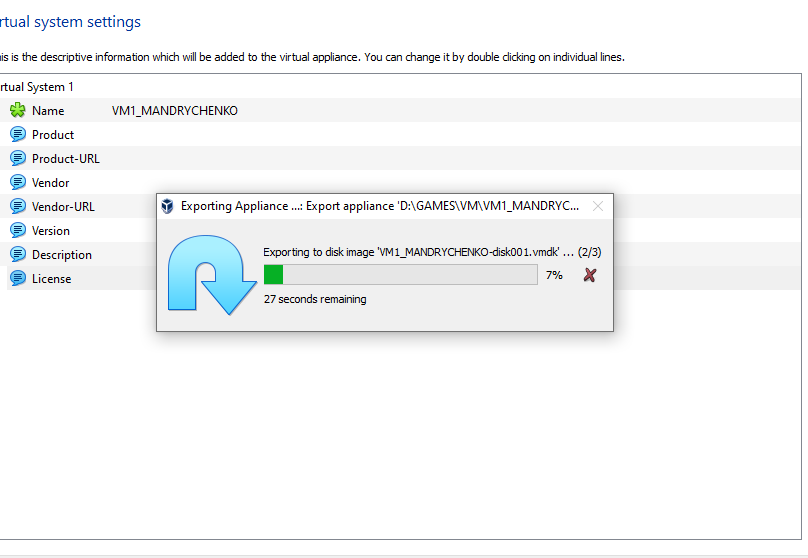 rtual system settings
is is the descriptive information which will be added to the virtual appliance. You can change it by double clicking on individual lines.
rtual System 1
Name VM1_MANDRYCHENKO
Product
Product-URL
Vendor
Vendor-URL
Version
Description
License
Exporting Appliance ...: Export appliance 'D:\GAMES\VM\VM1_MANDRYC...
Exporting to disk image 'VM1_MANDRYCHENKO-disk001.vmdk' ... (2/3)
7%
27 seconds remaining